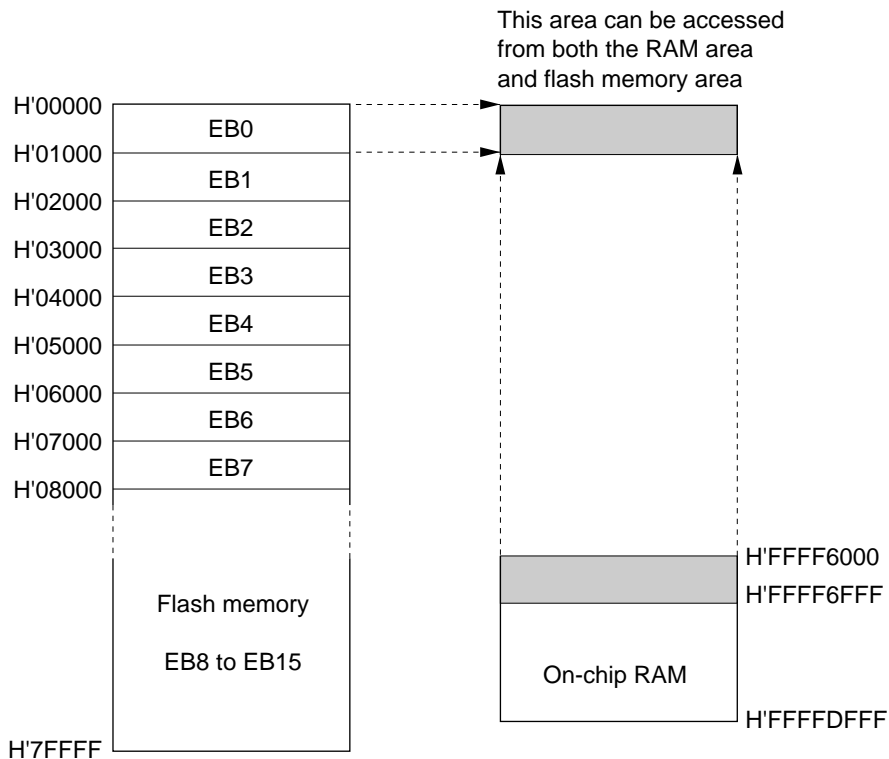 This area can be accessed
from both the RAM area
and flash memory area
H'00000
EB0
H'01000
EB1
H'02000
EB2
H'03000
EB3
H'04000
EB4
H'05000
EB5
H'06000
EB6
H'07000
EB7
H'08000
H'FFFF6000
H'FFFF6FFF
Flash memory
EB8 to EB15
On-chip RAM
H'FFFFDFFF
H'7FFFF